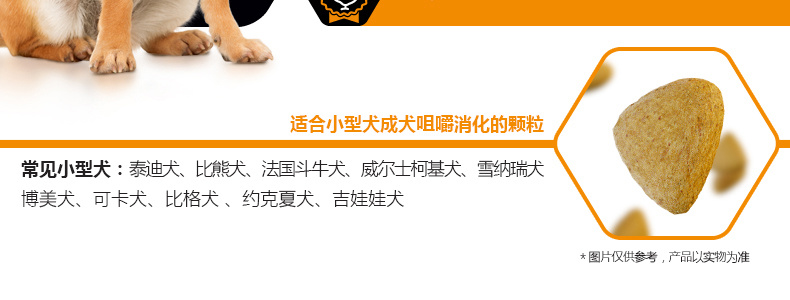 适合小型犬成犬咀嚼消化的颗粒
常见小型犬：泰迪犬、比熊犬、法国斗牛犬、威尔士柯基犬、雪纳瑞犬
博美犬、可卡犬、比格犬 、约克夏犬、吉娃娃犬
* 图片仅供参考，产品以实物为准